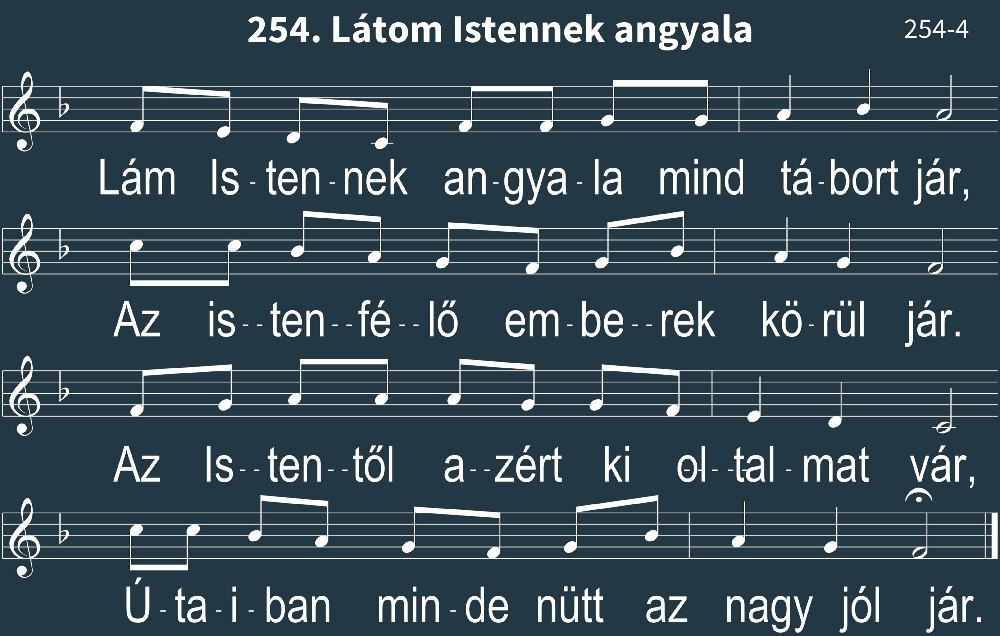 254. Látom Istennek angyala
254-4
Lám Is - ten - nek an - gya - la mind tá - bort jár,
Az is - - ten - - fé - - lő em - be - - rek kö - rül jár.
Az Is - - ten - - től a - - zért ki ol - - tal - mat vár,
Ú - ta - i - ban min - de nütt az nagy jól jár.